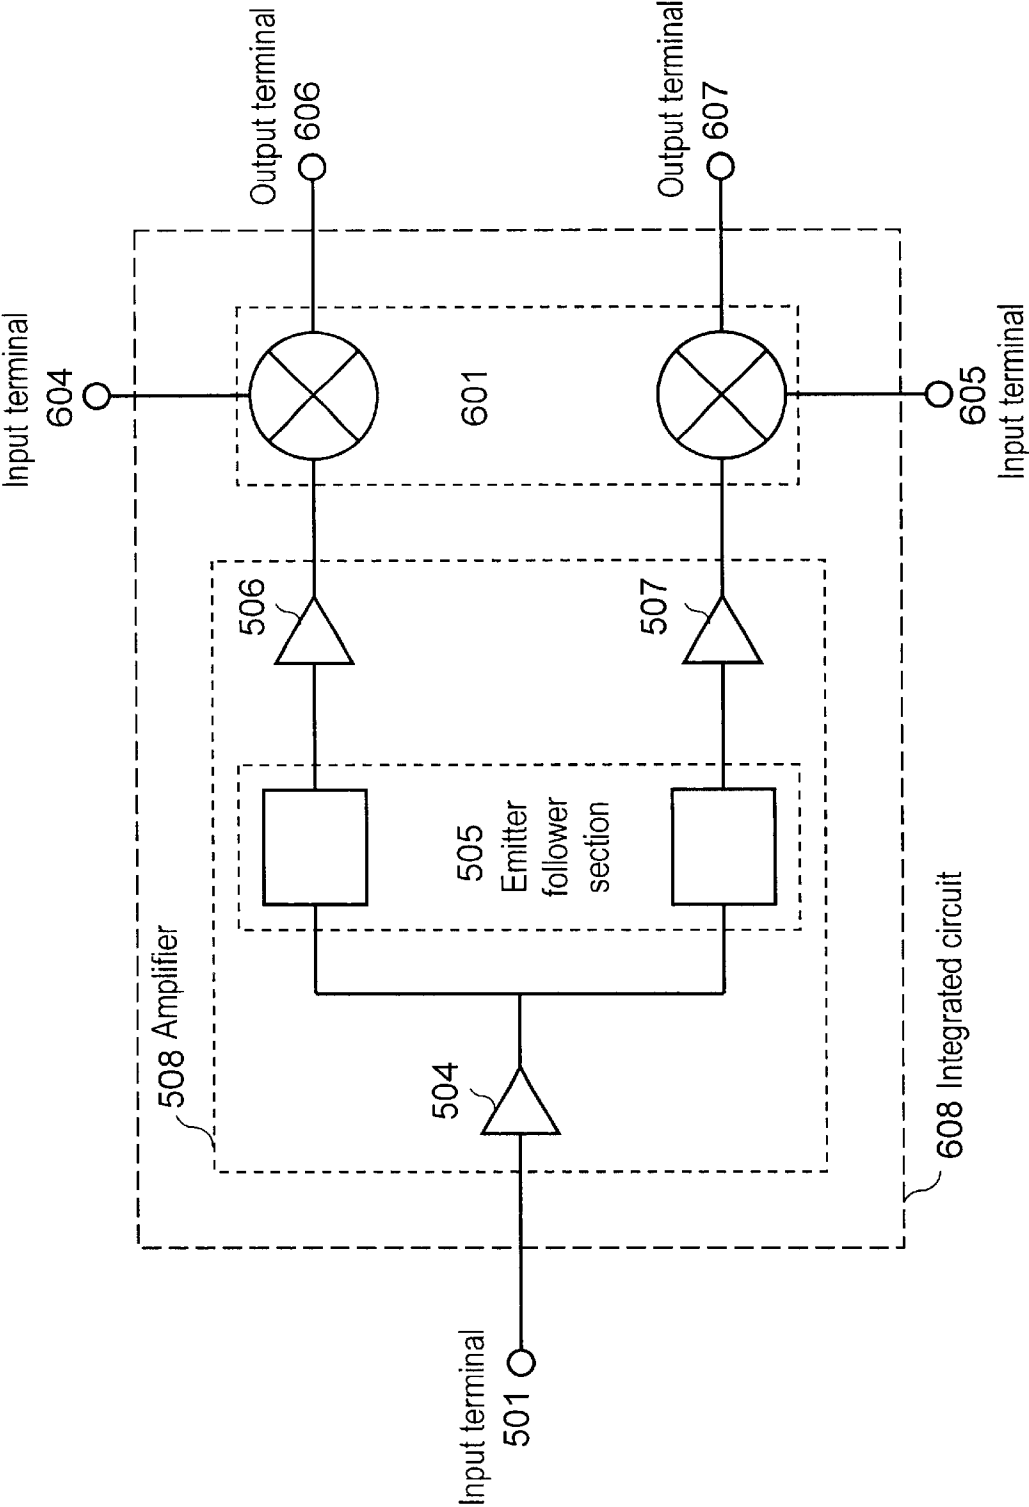 Input terminal
604
Output terminal
606
Output terminal
607
601
605
Input terminal
506
507
505
Emitter
follower
section
508 Amplifier
504
608 Integrated circuit
Input terminal
501